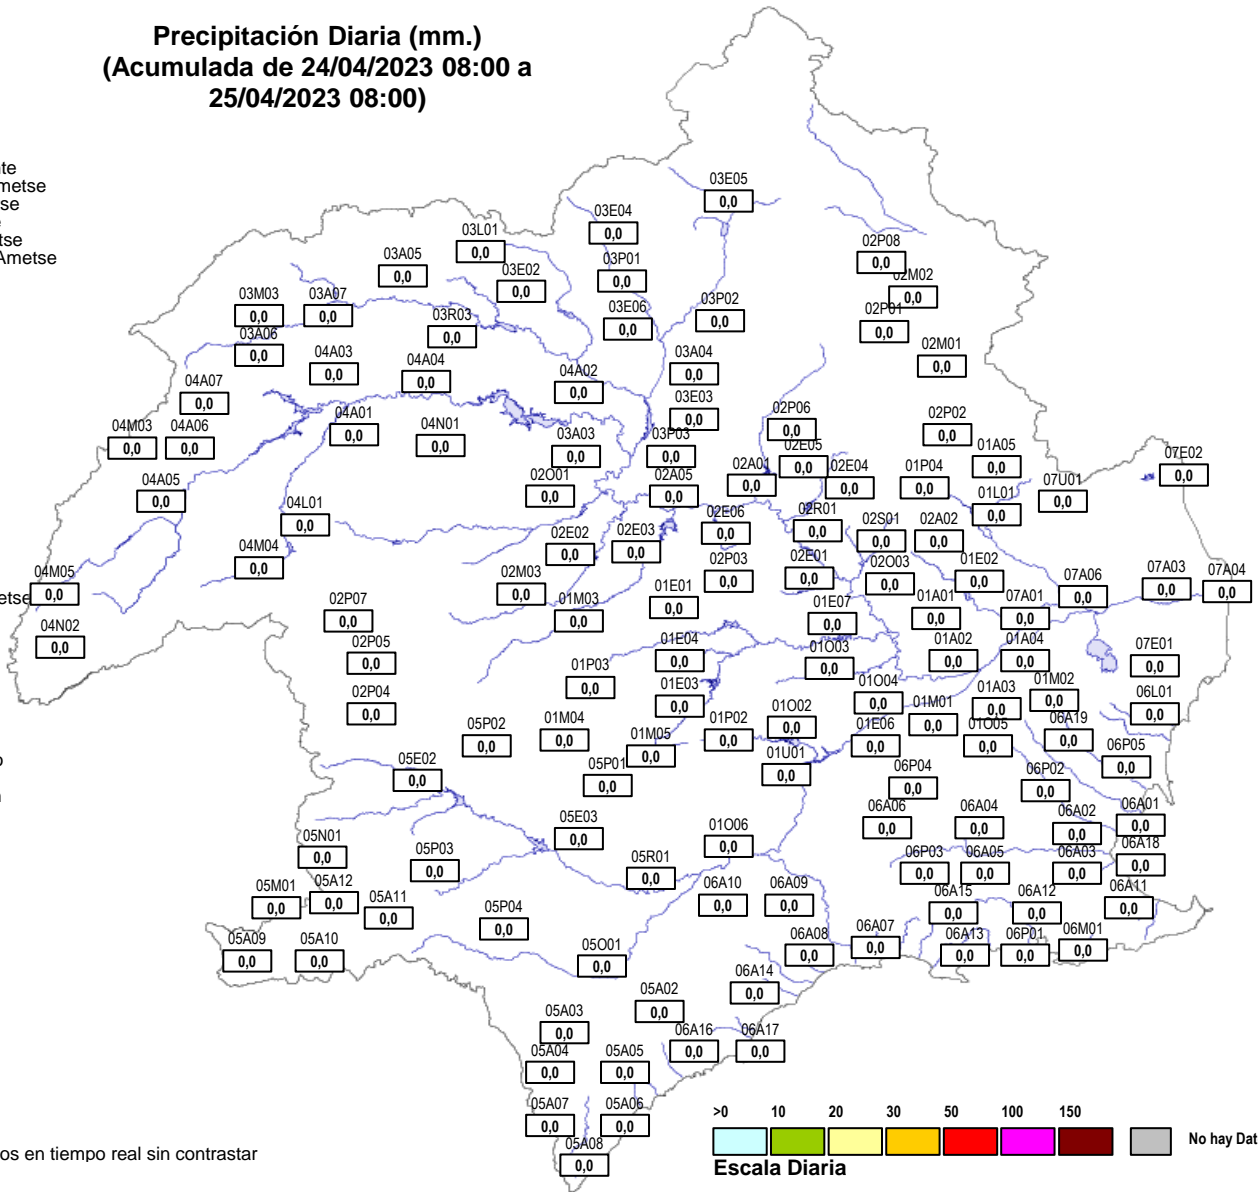 Precipitación Diaria (mm.)
(Acumulada de 24/04/2023 08:00 a
25/04/2023 08:00)
03E05
0,0
03E04
0,0
03L01
0,0
02P08
0,0
03A05
0,0
03P01
0,0
03E02
0,0
02M02
0,0
03M03
0,0
03A07
0,0
03P02
0,0
03E06
0,0
02P01
0,0
03R03
0,0
03A06
0,0
02M01
0,0
04A03
0,0
03A04
0,0
04A04
0,0
04A02
0,0
04A07
0,0
03E03
0,0
02P06
0,0
04A01
0,0
02P02
0,0
04M03
0,0
04A06
0,0
04N01
0,0
03A03
0,0
03P03
0,0
02E05
0,0
01A05
0,0
07E02
0,0
02A01
0,0
02E04
0,0
01P04
0,0
02O01
0,0
02A05
0,0
04A05
0,0
07U01
0,0
01L01
0,0
04L01
0,0
02E06
0,0
02R01
0,0
02S01
0,0
02A02
0,0
02E02
0,0
02E03
0,0
04M04
0,0
02P03
0,0
02E01
0,0
02O03
0,0
01E02
0,0
04M05
0,0
02M03
0,0
07A06
0,0
07A03
0,0
07A04
0,0
etse
01E01
0,0
02P07
0,0
01M03
0,0
01E07
0,0
01A01
0,0
07A01
0,0
04N02
0,0
02P05
0,0
01E04
0,0
01O03
0,0
01A02
0,0
01A04
0,0
07E01
0,0
01P03
0,0
02P04
0,0
01E03
0,0
01O04
0,0
01A03
0,0
01M02
0,0
06L01
0,0
01O02
0,0
01M01
0,0
05P02
0,0
01M04
0,0
01P02
0,0
01E06
0,0
01O05
0,0
06A19
0,0
01M05
0,0
06P05
0,0
05E02
0,0
05P01
0,0
01U01
0,0
06P04
0,0
06P02
0,0
05E03
0,0
01O06
0,0
06A06
0,0
06A04
0,0
06A02
0,0
06A01
0,0
05N01
0,0
05P03
0,0
05R01
0,0
06P03
0,0
06A05
0,0
06A03
0,0
06A18
0,0
05M01
0,0
05A12
0,0
05A11
0,0
06A10
0,0
06A09
0,0
06A15
0,0
06A12
0,0
06A11
0,0
05P04
0,0
05A09
0,0
05A10
0,0
05O01
0,0
06A08
0,0
06A07
0,0
06A13
0,0
06P01
0,0
06M01
0,0
06A14
0,0
05A02
0,0
05A03
0,0
06A16
0,0
06A17
0,0
05A04
0,0
05A05
0,0
05A07
0,0
05A06
0,0
05A08
0,0
>0 10 20 30 50 100 150
No hay Dat
Escala Diaria
os en tiempo real sin contrastar